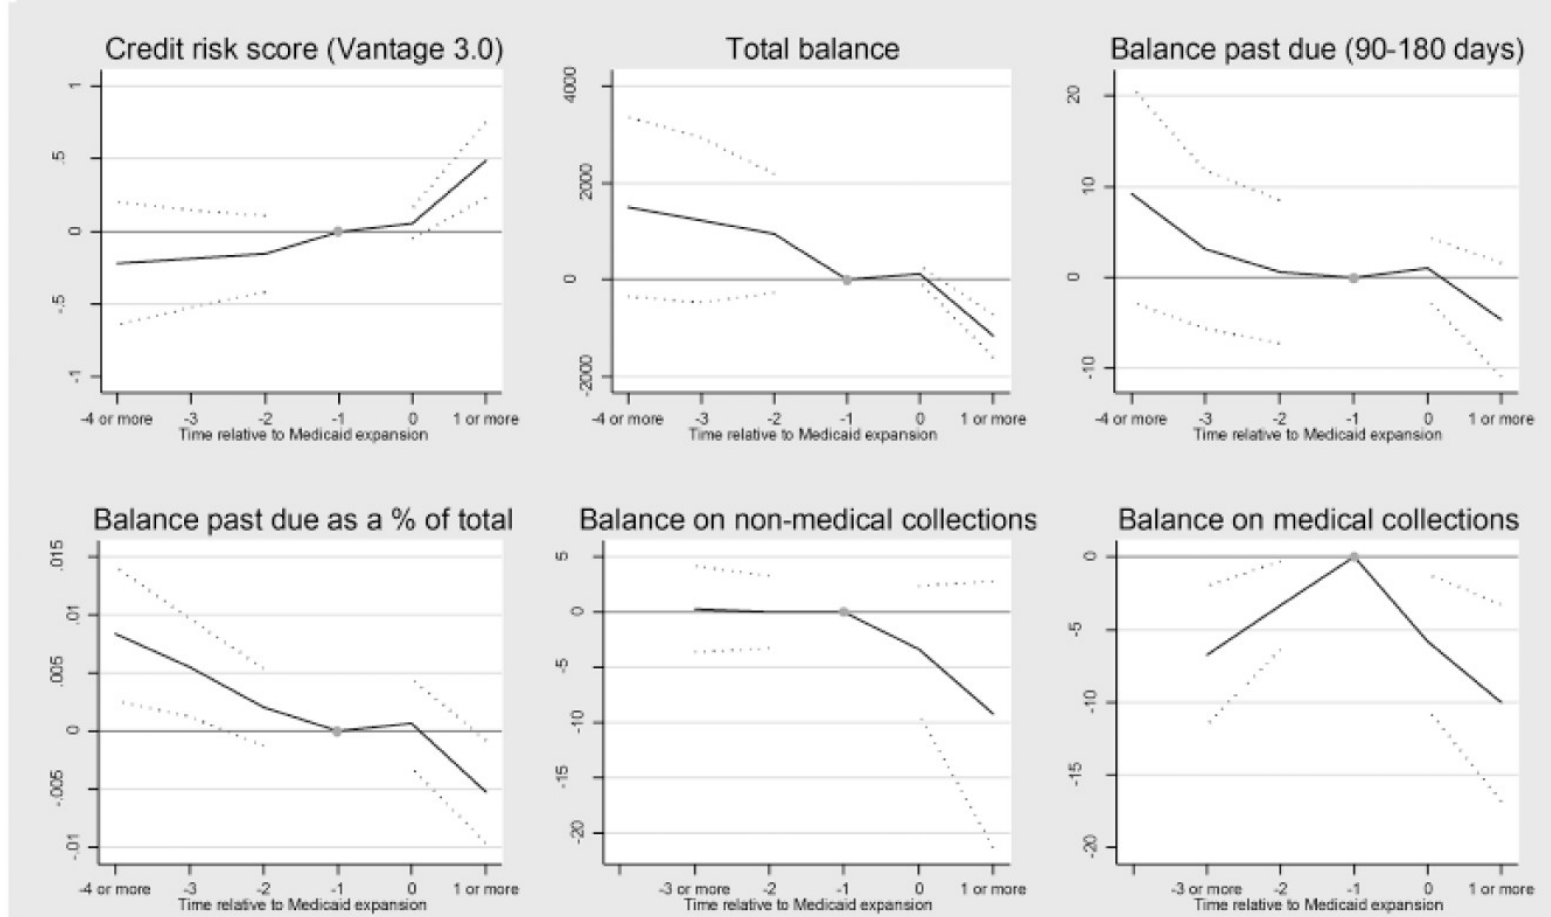 Credit risk score (Vantage 3.0)
1
.5
0
-.5
-1
-4 or more -3 -2 -1 0 1 or more
Time relative to Medicaid expansion
Total balance
4000
2000
0
-2000
-4 or more -3 -2 -1 0 1 or more
Time relative to Medicaid expansion
Balance past due (90-180 days)
20
10
0
-10
-4 or more -3 -2 -1 0 1 or more
Time relative to Medicaid expansion
Balance past due as a % of total
.015
.01
.005
0
-.005
-.01
-4 or more -3 -2 -1 0 1 or more
Time relative to Medicaid expansion
Balance on non-medical collections
5
0
-5
-10
-15
-20
-3 or more -2 -1 0 1 or more
Time relative to Medicaid expansion
Balance on medical collections
0
-5
-10
-15
-20
-3 or more -2 -1 0 1 or more
Time relative to Medicaid expansion